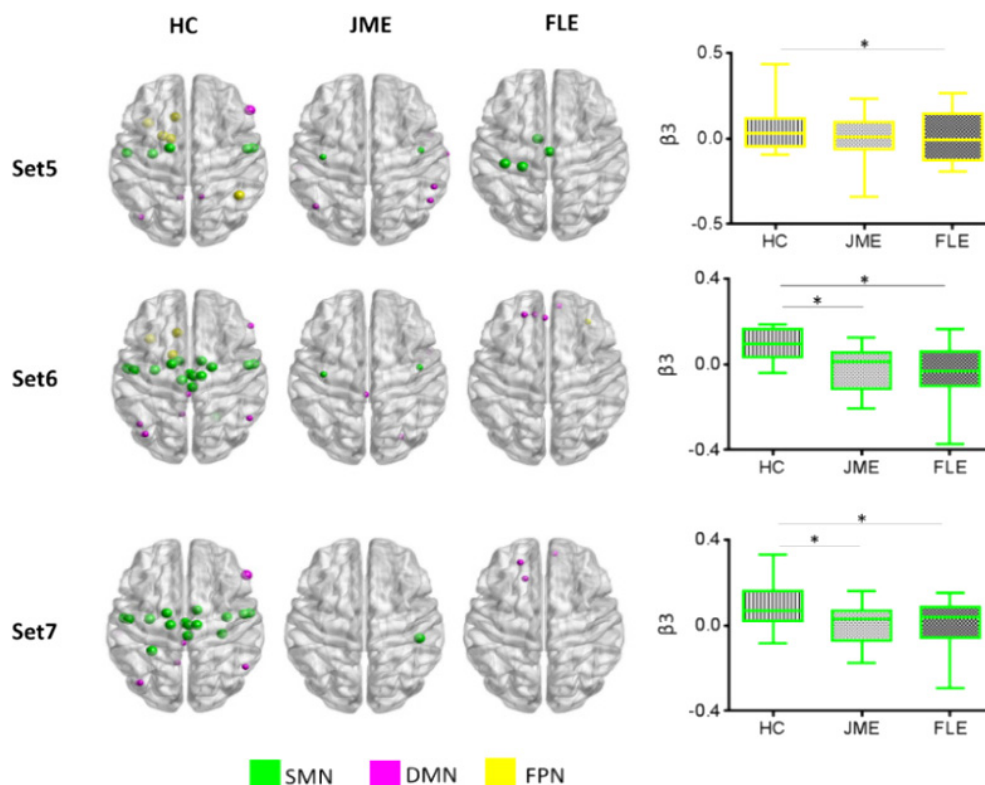 HC JME FLE
Set5
*
0.5
β3
0.0
-0.5
HC JME FLE
Set6
*
*
0.4
β3
0.0
-0.4
HC JME FLE
Set7
*
*
0.4
β3
0.0
-0.4
HC JME FLE
SMN DMN FPN